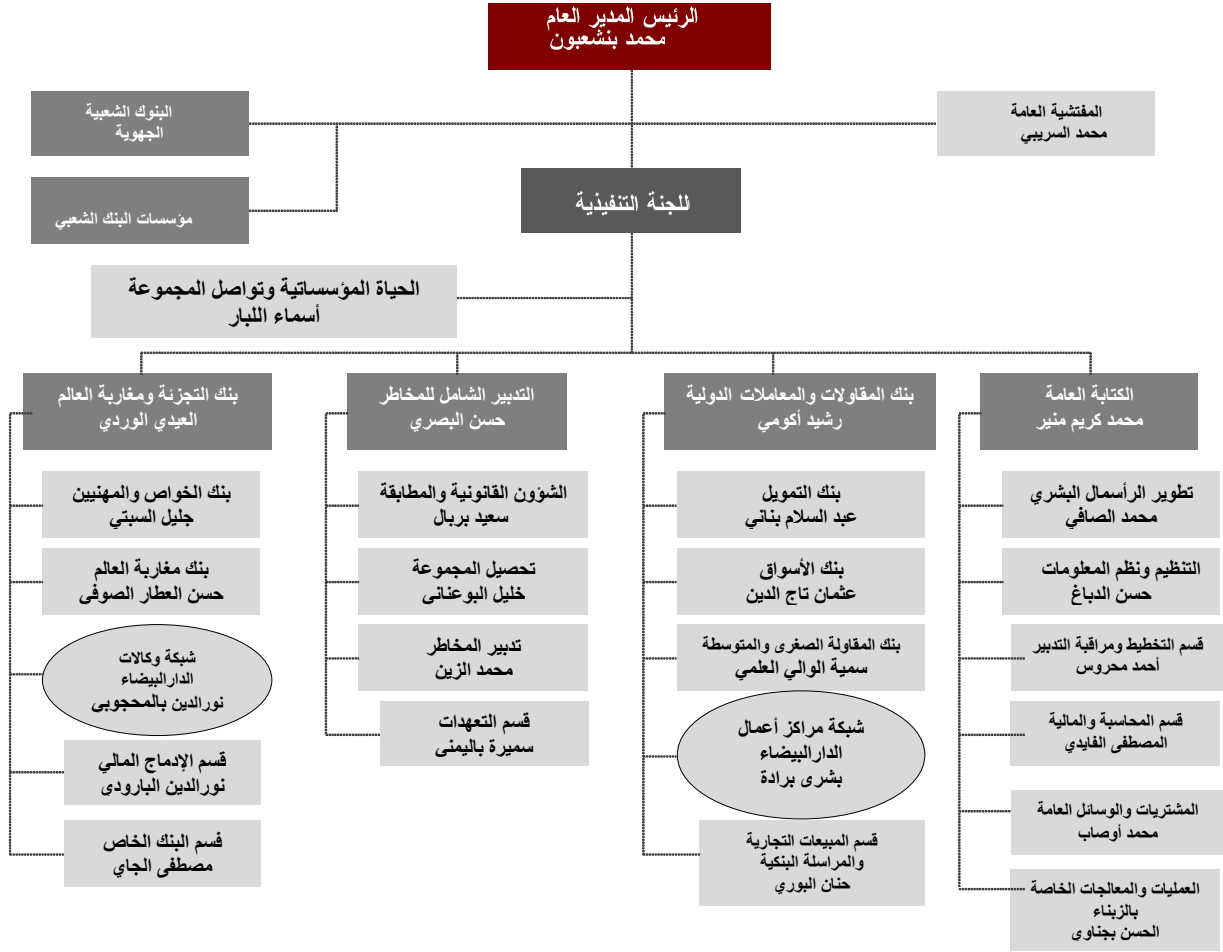 الرئيس المدير العام
محمد بنشعبون
المفتشية العامة
محمد السريبي
البنوك الشعبية
الجهوية
للجنة التنفيذية
مؤسسات البنك الشعبي
الحياة المؤسساتية وتواصل المجموعة
أسماء اللبار
الكتابة العامة
محمد كريم منير
تطوير الرأسمال البشري
محمد الصافي
التنظيم ونظم المعلومات
حسن الدباغ
قسم التخطيط ومراقبة التدبير
أحمد محروس
قسم المحاسبة والمالية
المصطفى الفايدي
المشتريات والوسائل العامة
محمد أوصاب
العمليات والمعالجات الخاصة
بالزبناء
الحسن بجناوي
بنك المقاولات والمعاملات الدولية
رشيد أكومي
بنك التمويل
عبد السلام بناني
بنك الأسواق
عثمان تاج الدين
بنك المقاولة الصغرى والمتوسطة
سمية الوالي العلمي
شبكة مراكز أعمال
الدارالبيضاء
بشرى برادة
قسم المبيعات التجارية
والمراسلة البنكية
حنان البوري
التدبير الشامل للمخاطر
حسن البصري
الشؤون القانونية والمطابقة
سعيد بربال
تحصيل المجموعة
خليل البوعناني
تدبير المخاطر
محمد الزين
قسم التعهدات
سميرة باليمنى
بنك التجزئة ومغاربة العالم
العيدي الوردي
بنك الخواص والمهنيين
جليل السبتي
بنك مغاربة العالم
حسن العطار الصوفي
شبكة وكالات
الدارالبيضاء
نورالدين بالمحجوبي
قسم الإدماج المالي
نورالدين البارودي
قسم البنك الخاص
مصطفى الجاي